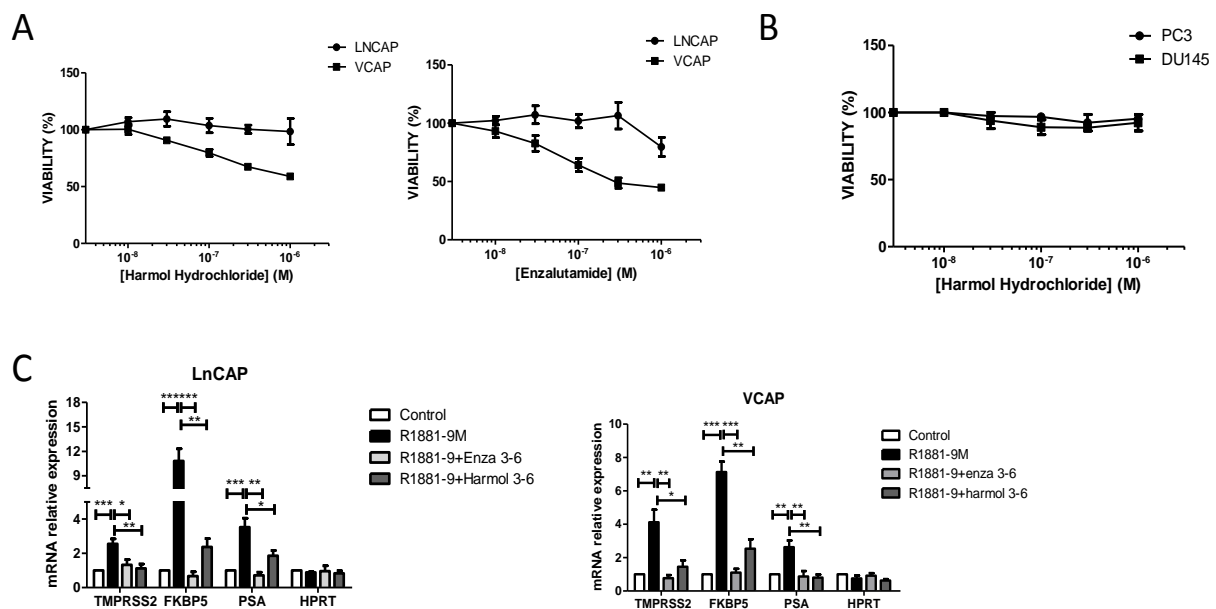 A
LNCAP
VCAP
150
100
50
0
VIABILITY (%)
10⁻⁸ 10⁻⁷ 10⁻⁶
[Harmol Hydrochloride] (M)
LNCAP
VCAP
150
100
50
0
VIABILITY (%)
10⁻⁸ 10⁻⁷ 10⁻⁶
[Enzalutamide] (M)
B
PC3
DU145
150
100
50
0
VIABILITY (%)
10⁻⁸ 10⁻⁷ 10⁻⁶
[Harmol Hydrochloride] (M)
C
LnCAP
mRNA relative expression
18
15
12
9
4
2
0
*** *
**
******
**
*** **
*
TMPRSS2 FKBP5 PSA HPRT
Control
R1881-9M
R1881-9+Enza 3-6
R1881-9+Harmol 3-6
VCAP
mRNA relative expression
10
8
6
4
2
0
** **
*
*** ***
**
** **
**
TMPRSS2 FKBP5 PSA HPRT
Control
R1881-9M
R1881-9+enza 3-6
R1881-9+harmol 3-6